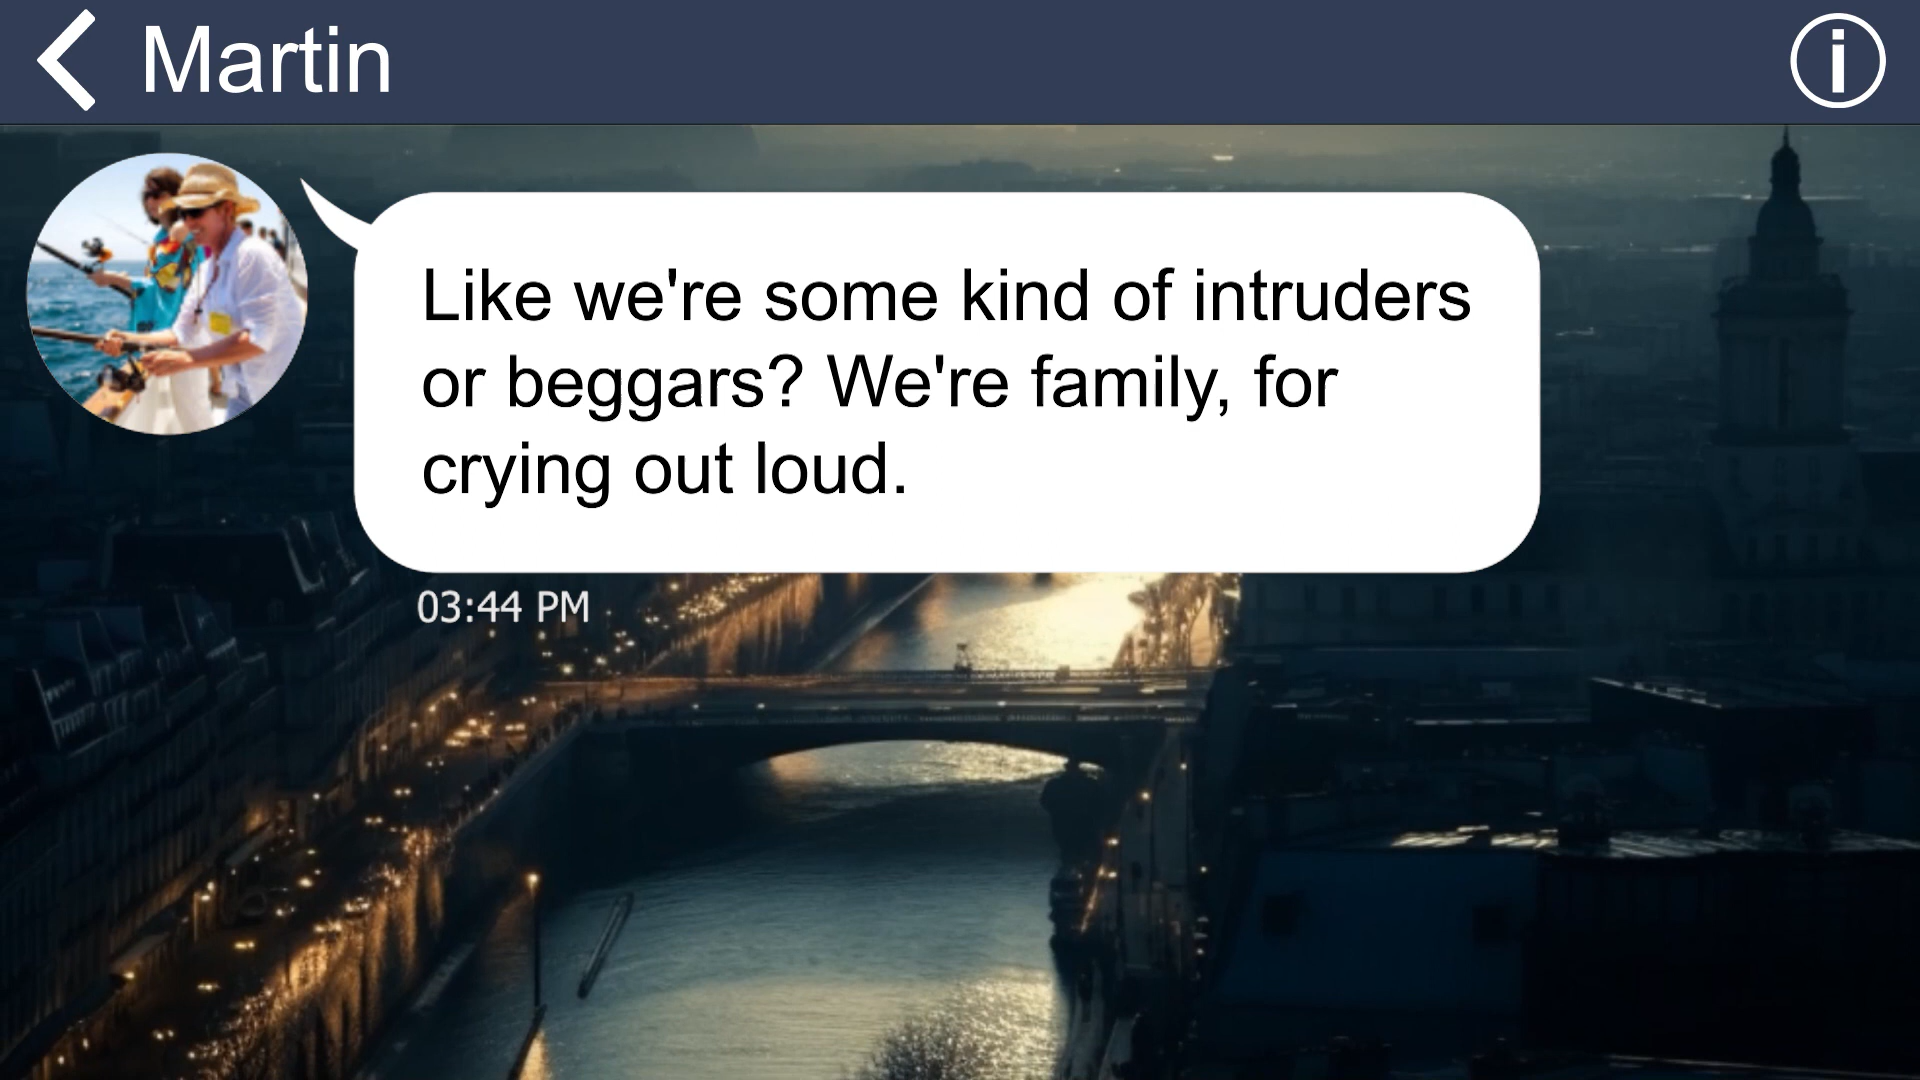 Martin
Like we're some kind of intruders
or beggars? We're family, for
crying out loud.
03:44 PM